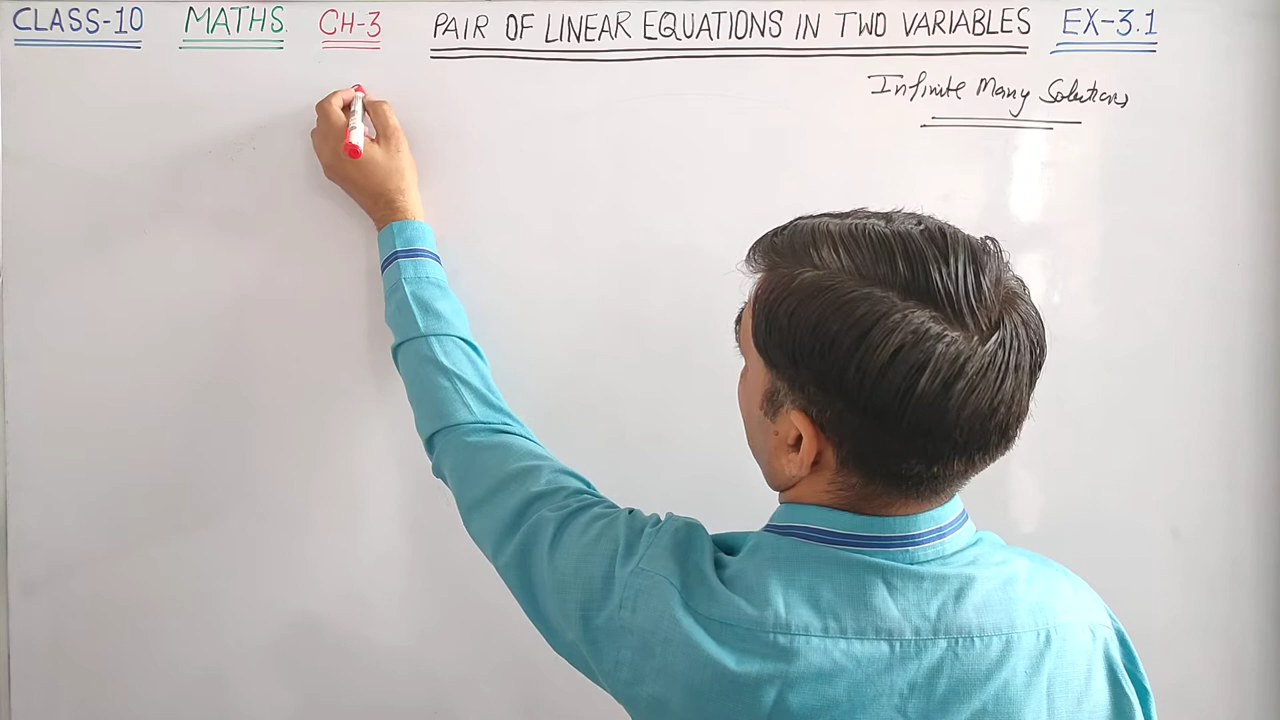 CLASS-10 MATHS. CH-3 PAIR OF LINEAR EQUATIONS IN TWO VARIABLES EX-3.1
Infinite Many Solutions